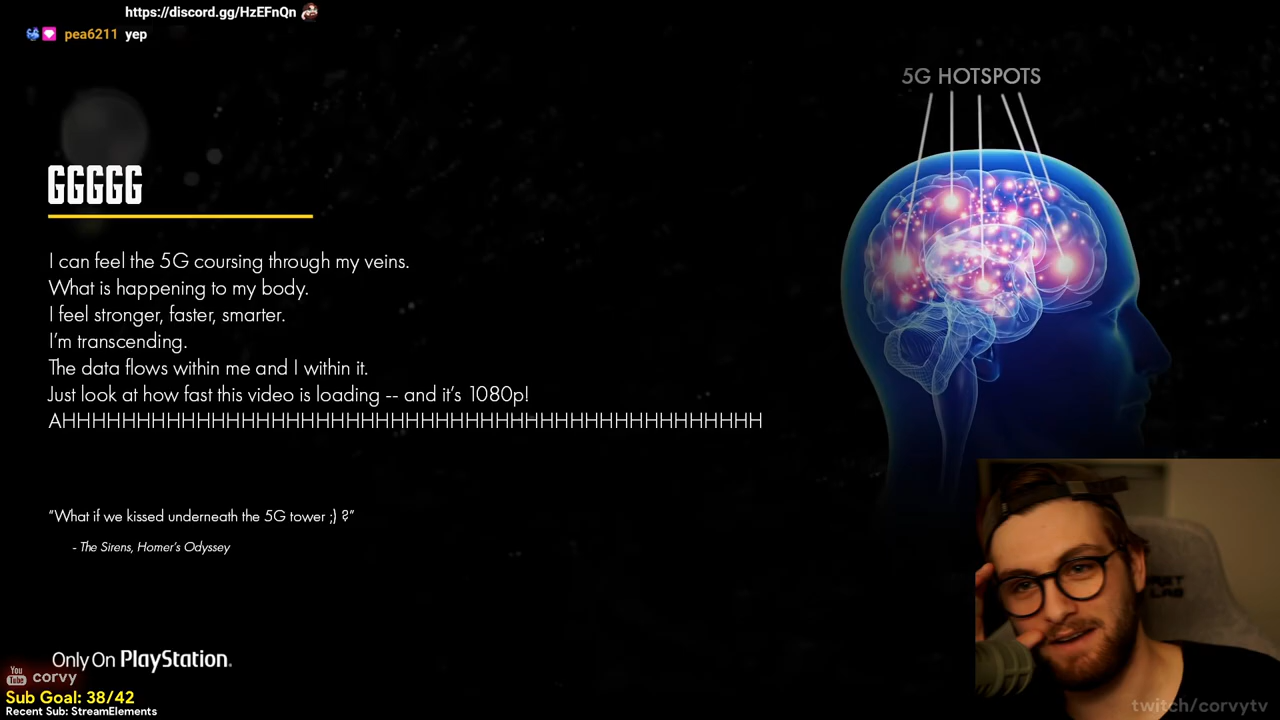 https://discord.gg/HzEFnQn
pea6211 yep
5G HOTSPOTS
GGGGG
I can feel the 5G coursing through my veins.
What is happening to my body.
I feel stronger, faster, smarter.
I'm transcending.
The data flows within me and I within it.
Just look at how fast this video is loading -- and it's 1080p!
AHHHHHHHHHHHHHHHHHHHHHHHHHHHHHHHHHHHHHHHHHHHHHHH
"What if we kissed underneath the 5G tower ;) ?"
- The Sirens, Homer's Odyssey
Only On PlayStation.
You Tube corvy
Sub Goal: 38/42
Recent Sub: StreamElements
twitch/corvytv